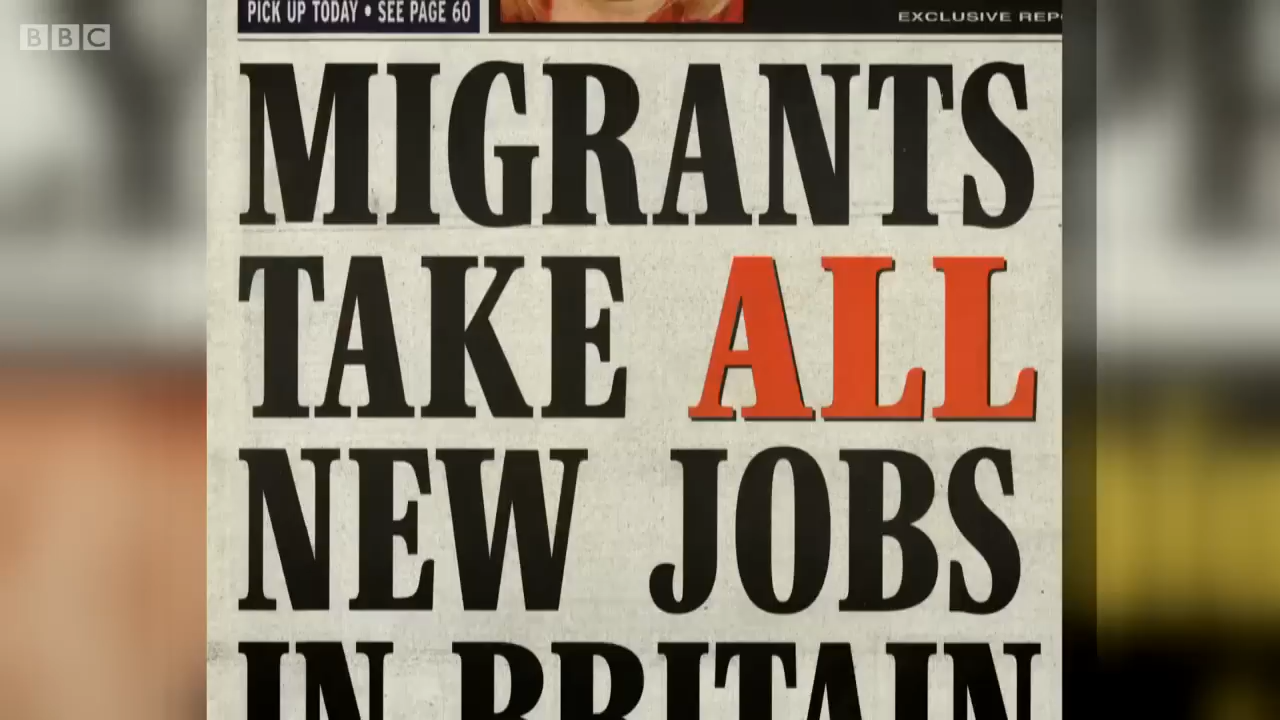 BBC
PICK UP TODAY • SEE PAGE 60
EXCLUSIVE REP
MIGRANTS
TAKE ALL
NEW JOBS
IN BRITAIN